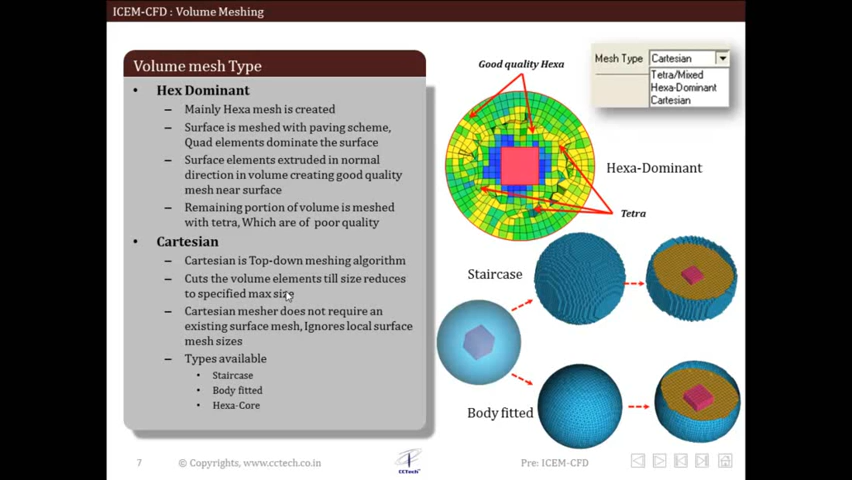 ICEM-CFD : Volume Meshing
Volume mesh Type
• Hex Dominant
– Mainly Hexa mesh is created
– Surface is meshed with paving scheme,
Quad elements dominate the surface
– Surface elements extruded in normal
direction in volume creating good quality
mesh near surface
– Remaining portion of volume is meshed
with tetra, Which are of poor quality
• Cartesian
– Cartesian is Top-down meshing algorithm
– Cuts the volume elements till size reduces
to specified max size
– Cartesian mesher does not require an
existing surface mesh, Ignores local surface
mesh sizes
– Types available
• Staircase
• Body fitted
• Hexa-Core
Good quality Hexa
Mesh Type Cartesian
Tetra/Mixed
Hexa-Dominant
Cartesian
Hexa-Dominant
Tetra
Staircase
Body fitted
7
© Copyrights, www.cctech.co.in
CCTech
Pre: ICEM-CFD